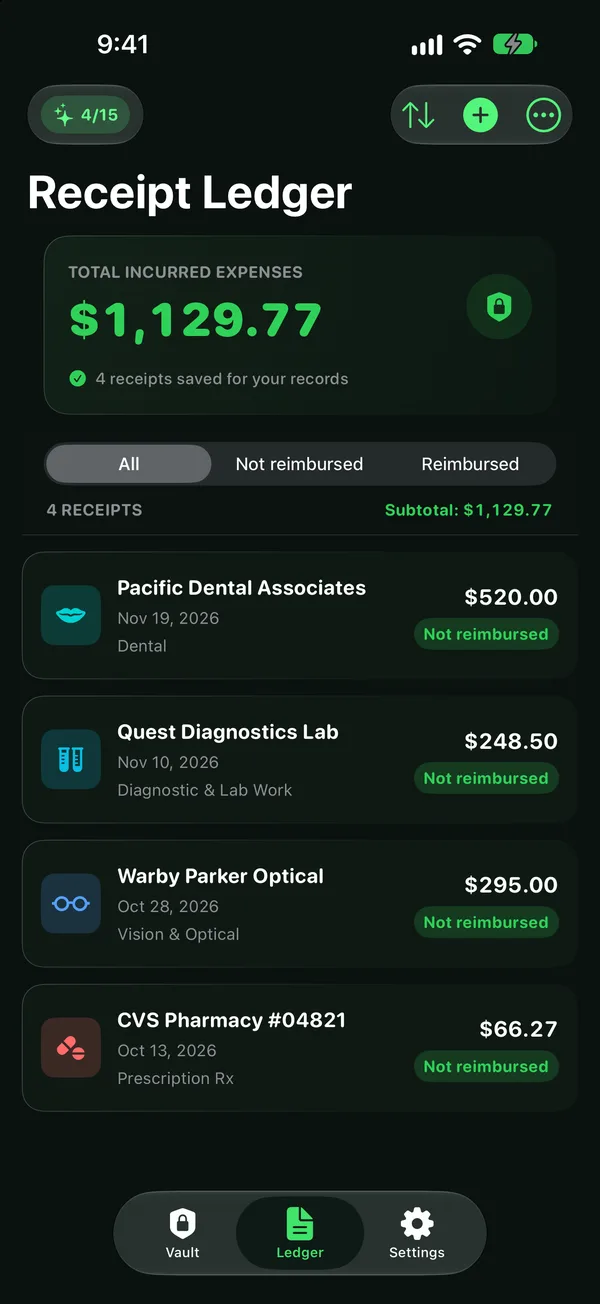 9:41
4/15
Receipt Ledger
TOTAL INCURRED EXPENSES
$1,129.77
4 receipts saved for your records
All Not reimbursed Reimbursed
4 RECEIPTS Subtotal: $1,129.77
Pacific Dental Associates
$520.00
Nov 19, 2026
Not reimbursed
Dental
Quest Diagnostics Lab
$248.50
Nov 10, 2026
Not reimbursed
Diagnostic & Lab Work
Warby Parker Optical
$295.00
Oct 28, 2026
Not reimbursed
Vision & Optical
CVS Pharmacy #04821
$66.27
Oct 13, 2026
Not reimbursed
Prescription Rx
Vault Ledger Settings